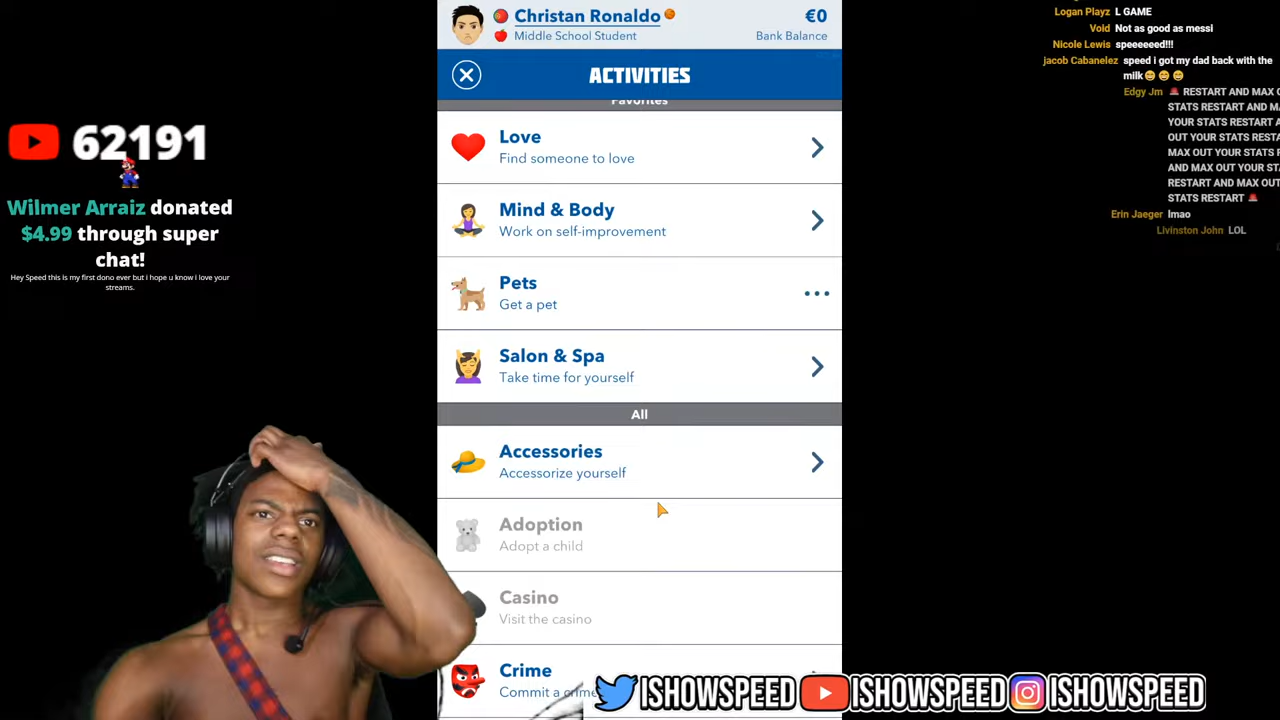 Christan Ronaldo
Middle School Student
€0
Bank Balance
ACTIVITIES
Favorites
Love
Find someone to love
Mind & Body
Work on self-improvement
Pets
Get a pet
Salon & Spa
Take time for yourself
All
Accessories
Accessorize yourself
Adoption
Adopt a child
Casino
Visit the casino
Crime
Commit a crime
62191
Wilmer Arraiz donated
$4.99 through super
chat!
Hey Speed this is my first dono ever but i hope u know i love your
streams.
Logan Playz L GAME
Void Not as good as messi
Nicole Lewis speeeeeed!!!
jacob Cabanelez speed i got my dad back with the
milk
Edgy Jm RESTART AND MAX O
STATS RESTART AND MA
YOUR STATS RESTART A
OUT YOUR STATS R
MAX OUT YOUR STATS
AND MAX OUT YOUR STA
RESTART AND MAX OUT
STATS RESTART
Erin Jaeger lmao
Livinston John LOL
ISHOWSPEED ISHOWSPEED ISHOWSPEED